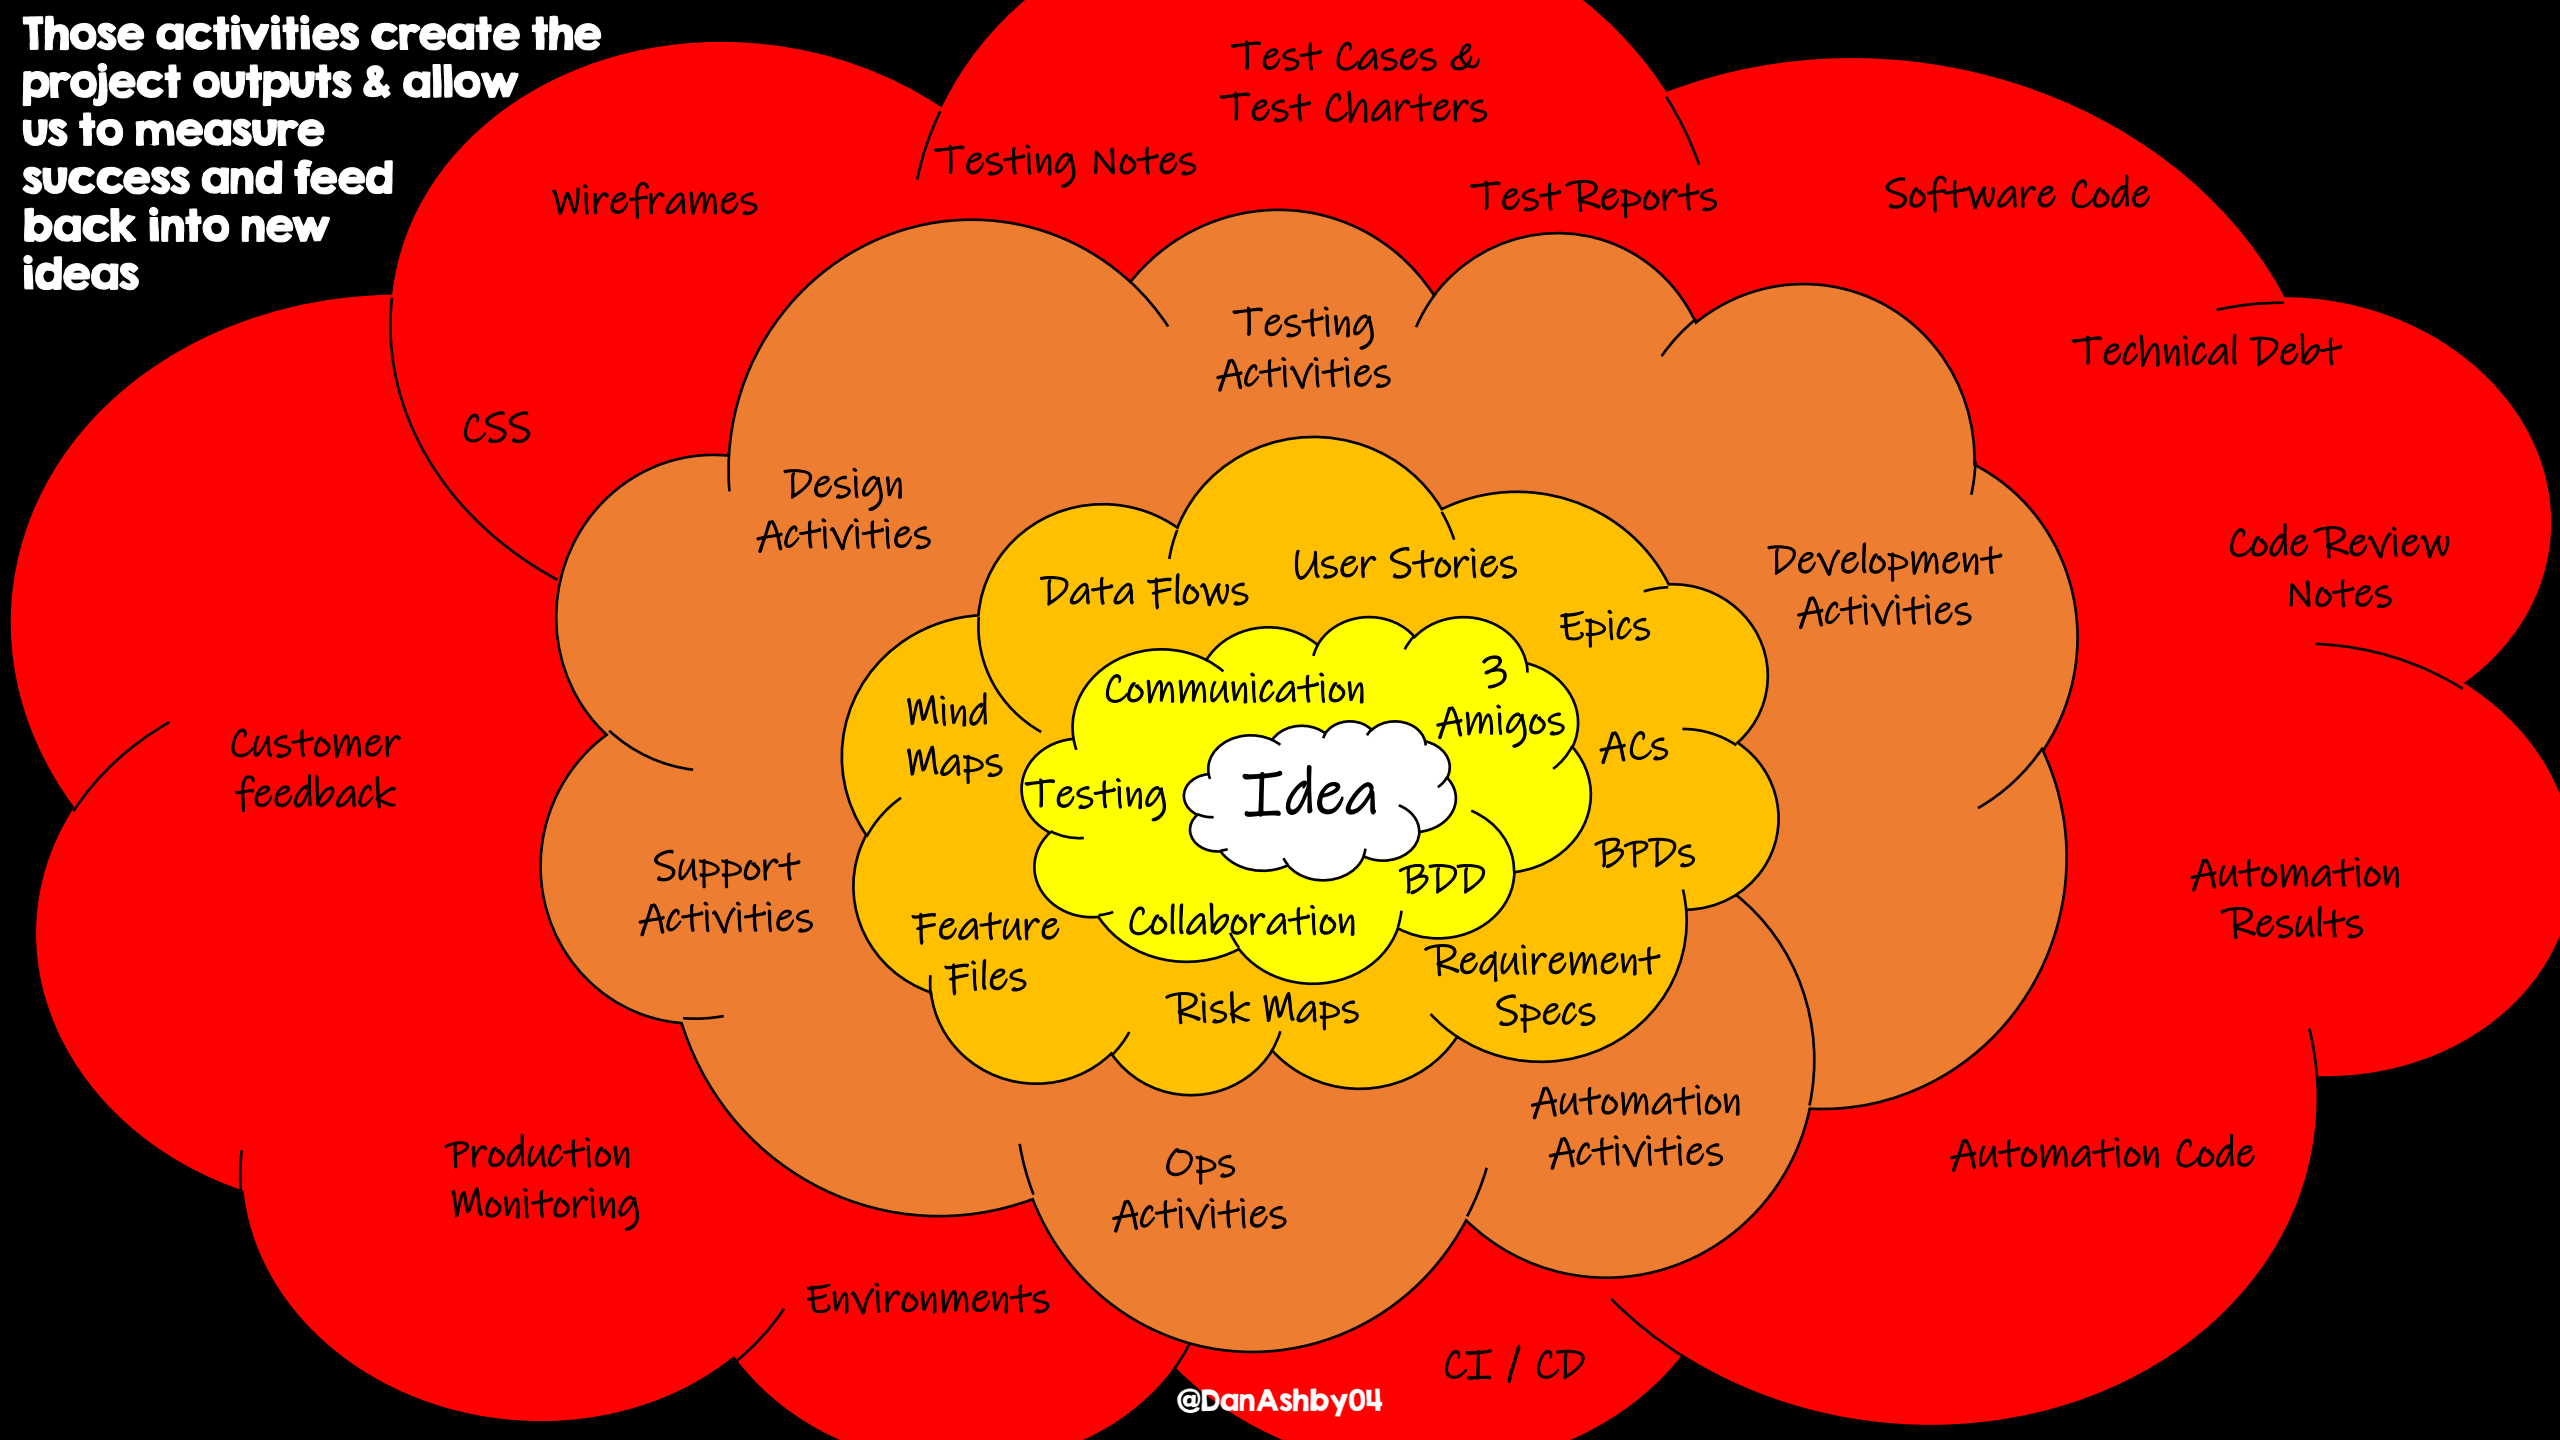 Those activities create the
project outputs & allow
us to measure
success and feed
back into new
ideas
Test Cases &
Test Charters
Testing Notes
Wireframes
Test Reports
Software Code
Technical Debt
CSS
Testing
Activities
Design
Activities
Development
Activities
Code Review
Notes
Data Flows
User Stories
Epics
Mind
Maps
Communication
3
Amigos
ACs
Testing
Idea
Customer
feedback
Support
Activities
BPDs
BDD
Automation
Results
Feature
Files
Collaboration
Requirement
Specs
Risk Maps
Production
Monitoring
Ops
Activities
Automation
Activities
Automation Code
Environments
CI / CD
@DanAshby04